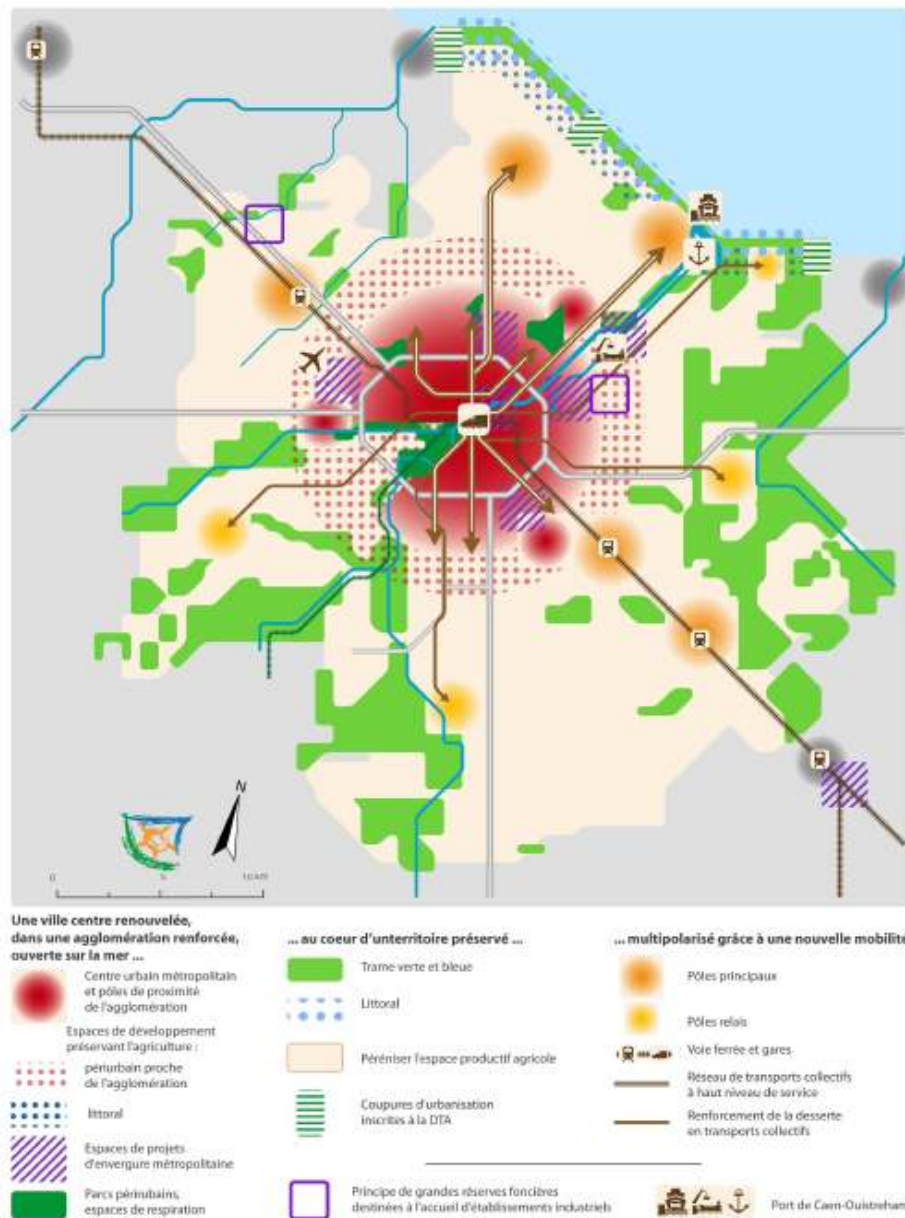 N
0 5 10 km
Une ville centre renouvelée,
dans une agglomération renforcée,
ouverte sur la mer ...
Centre urbain métropolitain
et pôles de proximité
de l'agglomération
Espaces de développement
préservant l'agriculture :
périurbain proche
de l'agglomération
littoral
Espaces de projets
d'envergure métropolitaine
Parcs périrubains,
espaces de respiration
... au coeur d'unterritoire préservé ...
Trame verte et bleue
Littoral
Péréniser l'espace productif agricole
Coupures d'urbanisation
inscrites à la DTA
Principe de grandes réserves foncières
destinées à l'accueil d'établissements industriels
... multipolarisé grâce à une nouvelle mobilité
Pôles principaux
Pôles relais
Voie ferrée et gares
Réseau de transports collectifs
à haut niveau de service
Renforcement de la desserte
en transports collectifs
Port de Caen-Ouistreham